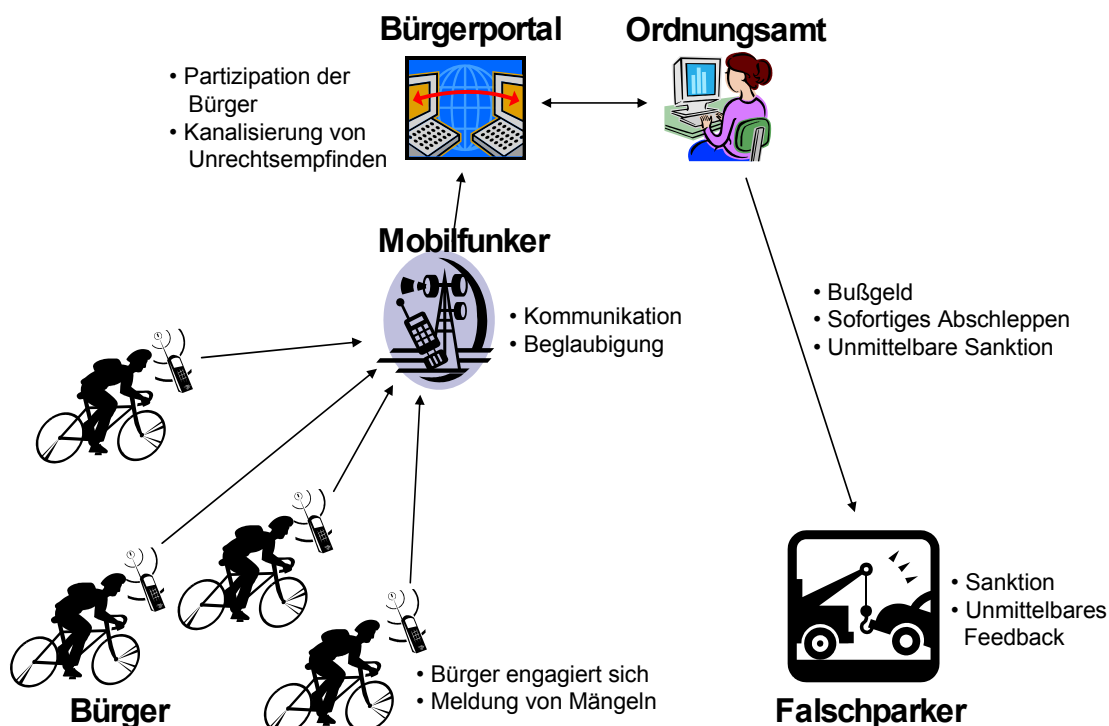 Bürgerportal
Ordnungsamt
• Partizipation der
Bürger
• Kanalisierung von
Unrechtsempfinden
Mobilfunker
• Kommunikation
• Beglaubigung
• Bußgeld
• Sofortiges Abschleppen
• Unmittelbare Sanktion
• Sanktion
• Unmittelbares
Feedback
• Bürger engagiert sich
• Meldung von Mängeln
Bürger
Falschparker